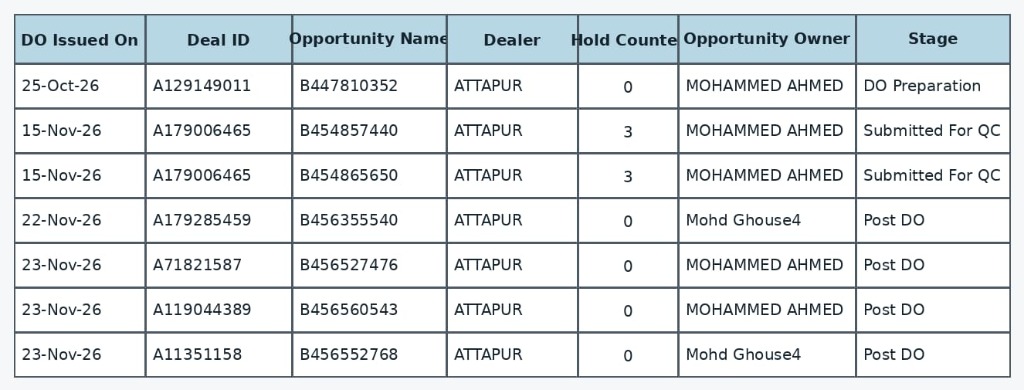 DO Issued On Deal ID Opportunity Name Dealer Hold Counte Opportunity Owner Stage
25-Oct-26 A129149011 B447810352 ATTAPUR 0 MOHAMMED AHMED DO Preparation
15-Nov-26 A179006465 B454857440 ATTAPUR 3 MOHAMMED AHMED Submitted For QC
15-Nov-26 A179006465 B454865650 ATTAPUR 3 MOHAMMED AHMED Submitted For QC
22-Nov-26 A179285459 B456355540 ATTAPUR 0 Mohd Ghouse4 Post DO
23-Nov-26 A71821587 B456527476 ATTAPUR 0 MOHAMMED AHMED Post DO
23-Nov-26 A119044389 B456560543 ATTAPUR 0 MOHAMMED AHMED Post DO
23-Nov-26 A11351158 B456552768 ATTAPUR 0 Mohd Ghouse4 Post DO